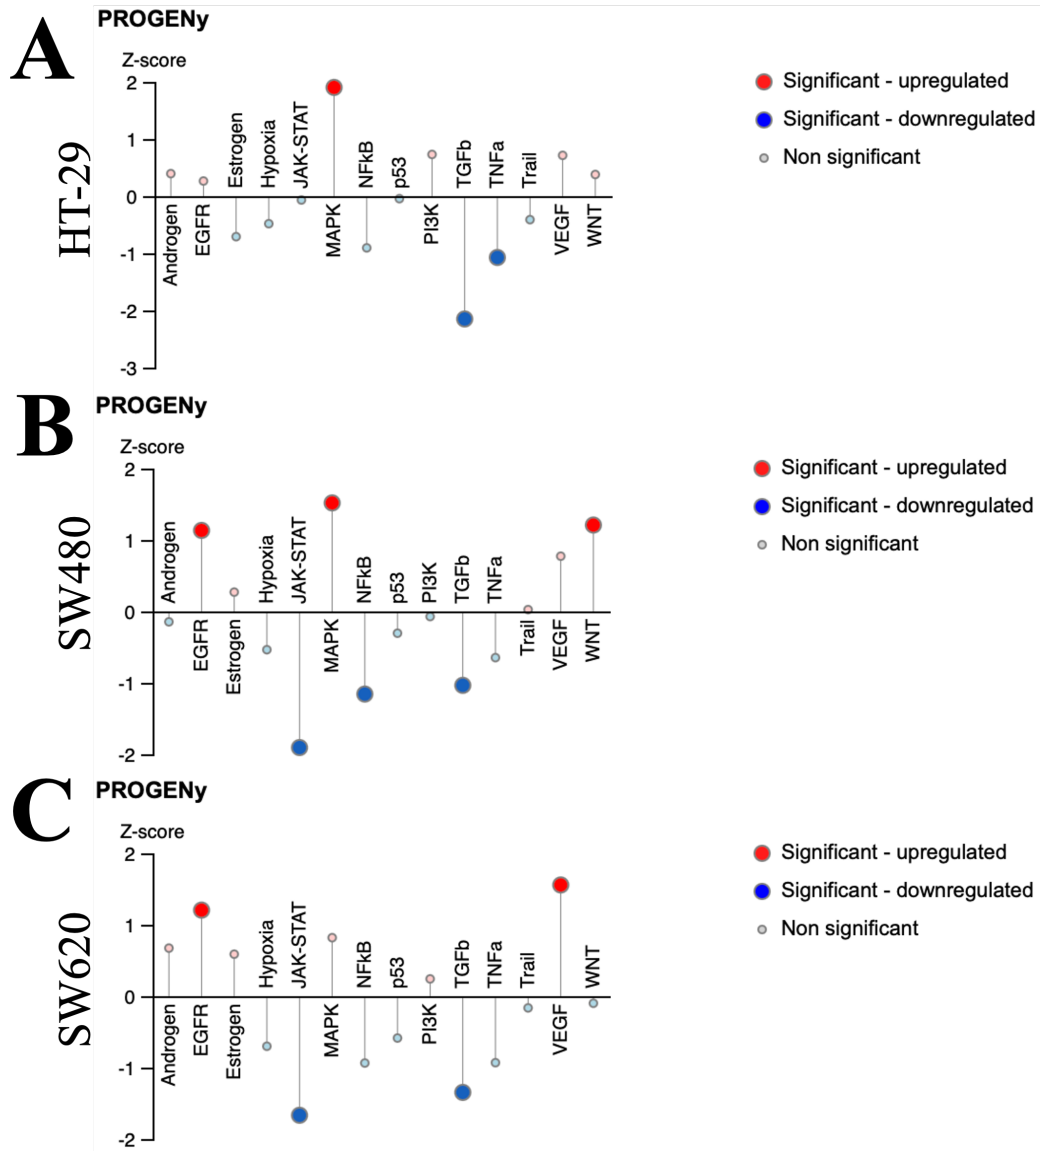 A
PROGENy
Z-score
HT-29
2
1
0
-1
-2
-3
Androgen
EGFR
Estrogen
Hypoxia
JAK-STAT
MAPK
NFkB
p53
PI3K
TGFb
TNFa
Trail
VEGF
WNT
Significant - upregulated
Significant - downregulated
Non significant
B
PROGENy
Z-score
SW480
2
1
0
-1
-2
Androgen
EGFR
Estrogen
Hypoxia
JAK-STAT
MAPK
NFkB
p53
PI3K
TGFb
TNFa
Trail
VEGF
WNT
Significant - upregulated
Significant - downregulated
Non significant
C
PROGENy
Z-score
SW620
2
1
0
-1
-2
Androgen
EGFR
Estrogen
Hypoxia
JAK-STAT
MAPK
NFkB
p53
PI3K
TGFb
TNFa
Trail
VEGF
WNT
Significant - upregulated
Significant - downregulated
Non significant